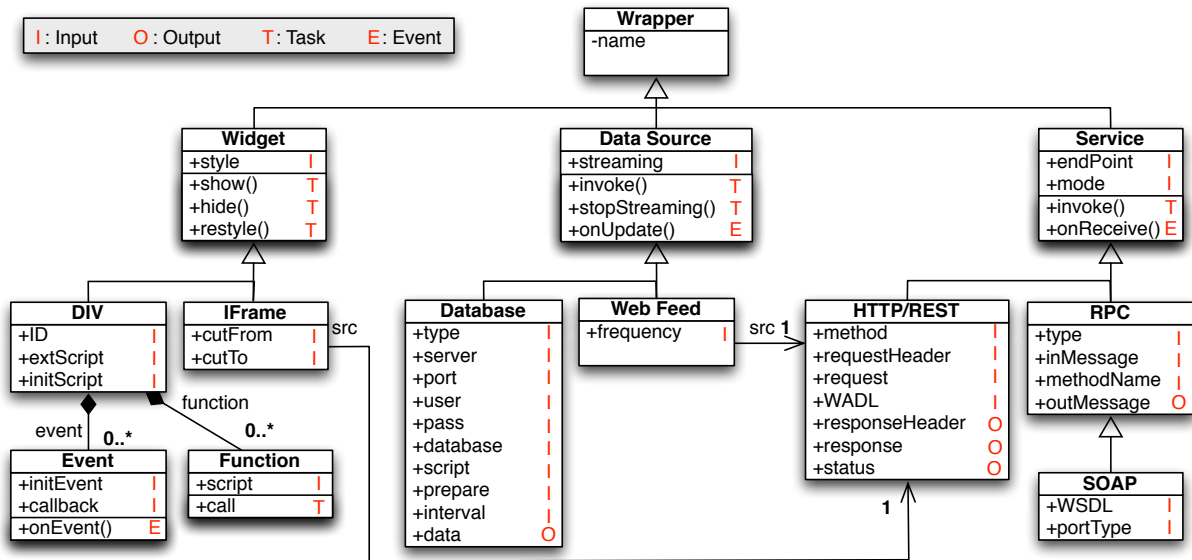 I : Input O : Output T : Task E : Event
Wrapper
-name
Widget
+style I
+show() T
+hide() T
+restyle() T
Data Source
+streaming I
+invoke() T
+stopStreaming() T
+onUpdate() E
Service
+endPoint I
+mode I
+invoke() T
+onReceive() E
DIV
+ID I
+extScript I
+initScript I
IFrame
+cutFrom I
+cutTo I
src
Database
+type I
+server I
+port I
+user I
+pass I
+database I
+script I
+prepare I
+interval I
+data O
Web Feed
+frequency I
src 1
HTTP/REST
+method I
+requestHeader I
+request I
+WADL I
+responseHeader O
+response O
+status O
1
RPC
+type I
+inMessage I
+methodName I
+outMessage O
function
event 0..*
0..*
Event
+initEvent I
+callback I
+onEvent() E
Function
+script I
+call T
SOAP
+WSDL I
+portType I